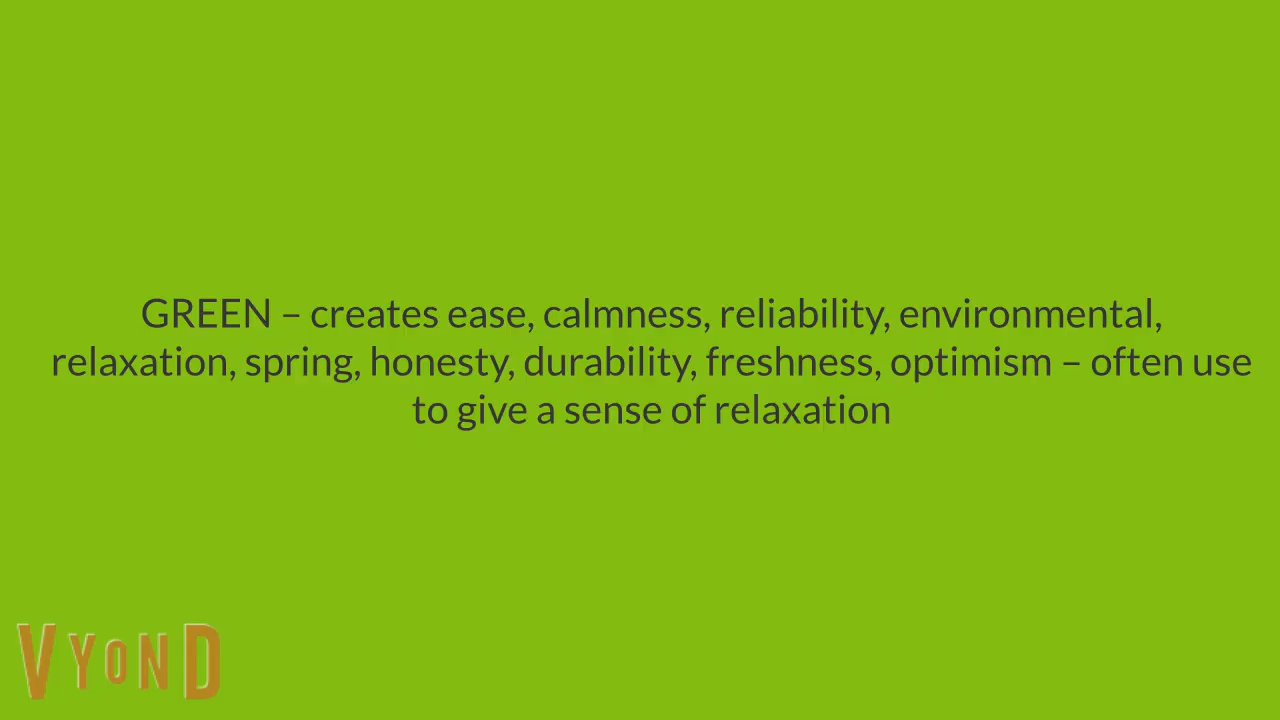 GREEN – creates ease, calmness, reliability, environmental,
relaxation, spring, honesty, durability, freshness, optimism – often use
to give a sense of relaxation
VYOND